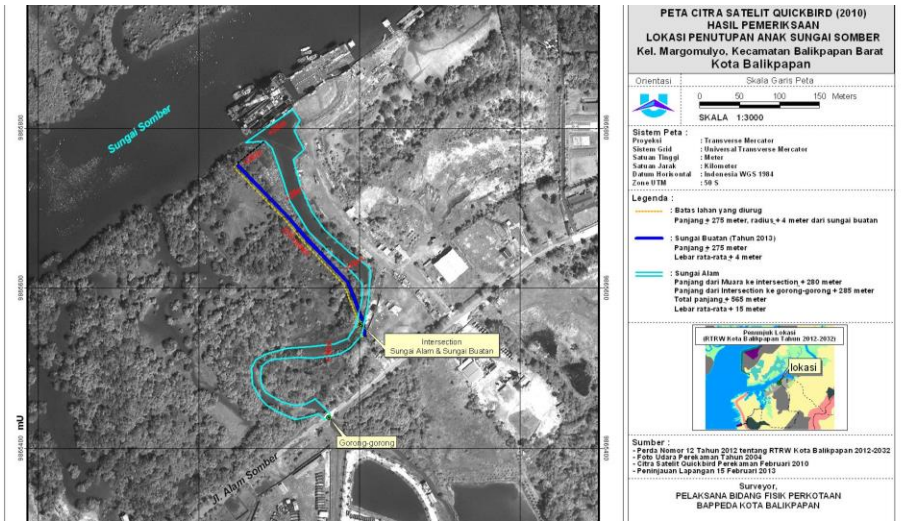 PETA CITRA SATELIT QUICKBIRD (2010)
HASIL PEMERIKSAAN
LOKASI PENUTUPAN ANAK SUNGAI SOMBER
Kel. Margomulyo, Kecamatan Balikpapan Barat
Kota Balikpapan
Orientasi
Skala Garis Peta
0 50 100 150 Meters
SKALA 1:3000
Sistem Peta :
Proyeksi : Transverse Mercator
Sistem Grid : Universal Transverse Mercator
Satuan Tinggi : Meter
Satuan Jarak : Kilometer
Datum Horisontal : Indonesia WGS 1984
Zone UTM : 50 S
Legenda :
: Batas lahan yang diurug
Panjang ± 275 meter, radius ± 4 meter dari sungai buatan
: Sungai Buatan (Tahun 2013)
Panjang ± 275 meter
Lebar rata-rata ± 4 meter
: Sungai Alam
Panjang dari Muara ke intersection ± 280 meter
Panjang dari Intersection ke gorong-gorong ± 285 meter
Total panjang ± 565 meter
Lebar rata-rata ± 15 meter
Penunjuk Lokasi
(RTRW Kota Balikpapan Tahun 2012-2032)
lokasi
Sumber :
- Perda Nomor 12 Tahun 2012 tentang RTRW Kota Balikpapan 2012-2032
- Foto Udara Perekaman Tahun 2004
- Citra Satelit Quickbird Perekaman Februari 2010
- Peninjauan Lapangan 15 Februari 2013
Surveyor,
PELAKSANA BIDANG FISIK PERKOTAAN
BAPPEDA KOTA BALIKPAPAN
Sungai Somber
Intersection
Sungai Alam & Sungai Buatan
Gorong-gorong
Jl. Alam Somber
9865800
9865800
9865600
9865600
9865400
9865400
mU